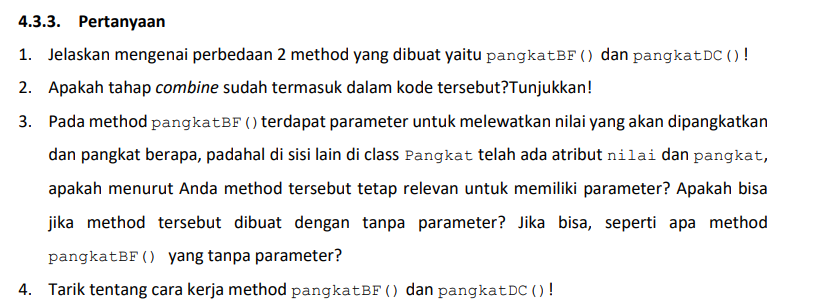 4.3.3. Pertanyaan
1. Jelaskan mengenai perbedaan 2 method yang dibuat yaitu pangkatBF() dan pangkatDC()!
2. Apakah tahap combine sudah termasuk dalam kode tersebut?Tunjukkan!
3. Pada method pangkatBF()terdapat parameter untuk melewatkan nilai yang akan dipangkatkan
dan pangkat berapa, padahal di sisi lain di class Pangkat telah ada atribut nilai dan pangkat,
apakah menurut Anda method tersebut tetap relevan untuk memiliki parameter? Apakah bisa
jika method tersebut dibuat dengan tanpa parameter? Jika bisa, seperti apa method
pangkatBF() yang tanpa parameter?
4. Tarik tentang cara kerja method pangkatBF() dan pangkatDC()!